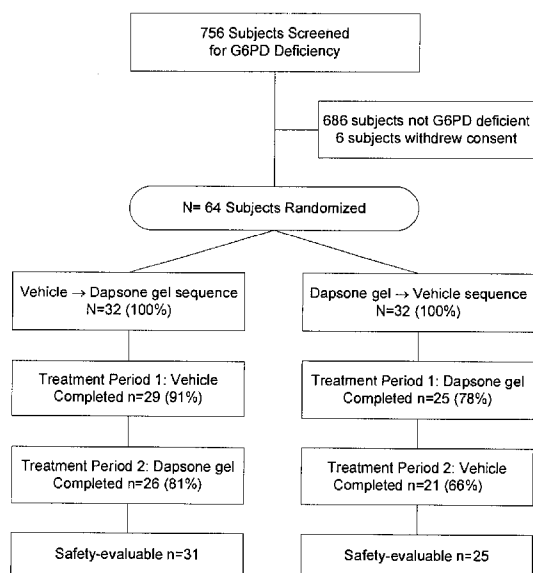 756 Subjects Screened
for G6PD Deficiency
686 subjects not G6PD deficient
6 subjects withdrew consent
N= 64 Subjects Randomized
Vehicle → Dapsone gel sequence
N=32 (100%)
Dapsone gel → Vehicle sequence
N=32 (100%)
Treatment Period 1: Vehicle
Completed n=29 (91%)
Treatment Period 1: Dapsone gel
Completed n=25 (78%)
Treatment Period 2: Dapsone gel
Completed n=26 (81%)
Treatment Period 2: Vehicle
Completed n=21 (66%)
Safety-evaluable n=31
Safety-evaluable n=25